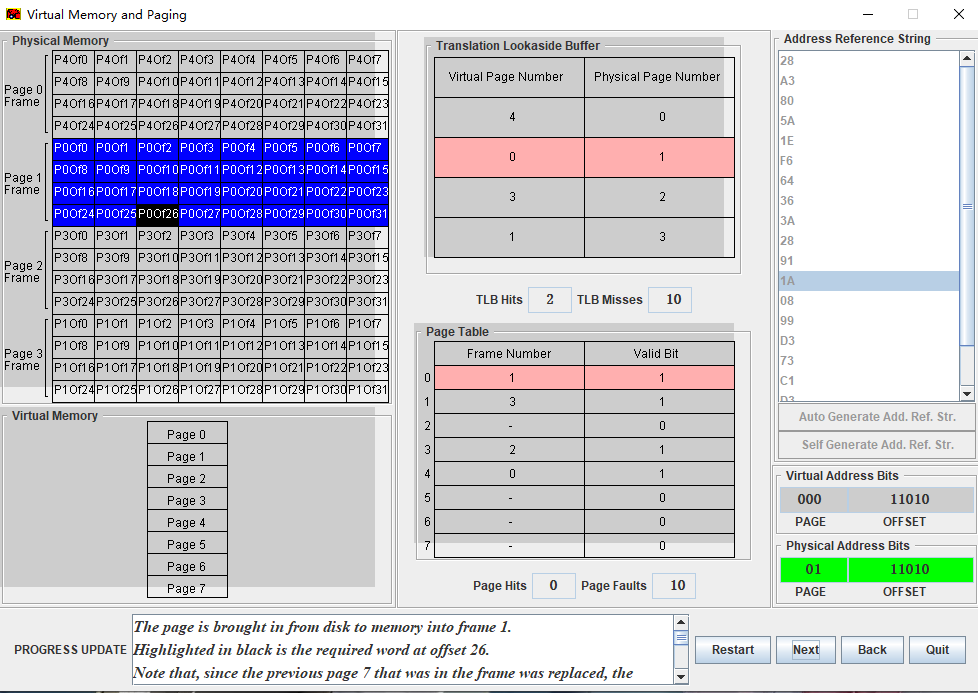 Virtual Memory and Paging
Physical Memory
Page 0
Frame
P4Of0 P4Of1 P4Of2 P4Of3 P4Of4 P4Of5 P4Of6 P4Of7
P4Of8 P4Of9 P4Of10 P4Of11 P4Of12 P4Of13 P4Of14 P4Of15
P4Of16 P4Of17 P4Of18 P4Of19 P4Of20 P4Of21 P4Of22 P4Of23
P4Of24 P4Of25 P4Of26 P4Of27 P4Of28 P4Of29 P4Of30 P4Of31
Page 1
Frame
P0Of0 P0Of1 P0Of2 P0Of3 P0Of4 P0Of5 P0Of6 P0Of7
P0Of8 P0Of9 P0Of10 P0Of11 P0Of12 P0Of13 P0Of14 P0Of15
P0Of16 P0Of17 P0Of18 P0Of19 P0Of20 P0Of21 P0Of22 P0Of23
P0Of24 P0Of25 P0Of26 P0Of27 P0Of28 P0Of29 P0Of30 P0Of31
Page 2
Frame
P3Of0 P3Of1 P3Of2 P3Of3 P3Of4 P3Of5 P3Of6 P3Of7
P3Of8 P3Of9 P3Of10 P3Of11 P3Of12 P3Of13 P3Of14 P3Of15
P3Of16 P3Of17 P3Of18 P3Of19 P3Of20 P3Of21 P3Of22 P3Of23
P3Of24 P3Of25 P3Of26 P3Of27 P3Of28 P3Of29 P3Of30 P3Of31
Page 3
Frame
P1Of0 P1Of1 P1Of2 P1Of3 P1Of4 P1Of5 P1Of6 P1Of7
P1Of8 P1Of9 P1Of10 P1Of11 P1Of12 P1Of13 P1Of14 P1Of15
P1Of16 P1Of17 P1Of18 P1Of19 P1Of20 P1Of21 P1Of22 P1Of23
P1Of24 P1Of25 P1Of26 P1Of27 P1Of28 P1Of29 P1Of30 P1Of31
Virtual Memory
Page 0
Page 1
Page 2
Page 3
Page 4
Page 5
Page 6
Page 7
Translation Lookaside Buffer
Virtual Page Number Physical Page Number
4 0
0 1
3 2
1 3
TLB Hits 2 TLB Misses 10
Page Table
Frame Number Valid Bit
0 1 1
1 3 1
2 - 0
3 2 1
4 0 1
5 - 0
6 - 0
7 - 0
Page Hits 0 Page Faults 10
Address Reference String
28
A3
80
5A
1E
F6
64
36
3A
28
91
1A
08
99
D3
73
C1
D3
Auto Generate Add. Ref. Str.
Self Generate Add. Ref. Str.
Virtual Address Bits
000 11010
PAGE OFFSET
Physical Address Bits
01 11010
PAGE OFFSET
PROGRESS UPDATE
The page is brought in from disk to memory into frame 1.
Highlighted in black is the required word at offset 26.
Note that, since the previous page 7 that was in the frame was replaced, the
Restart Next Back Quit